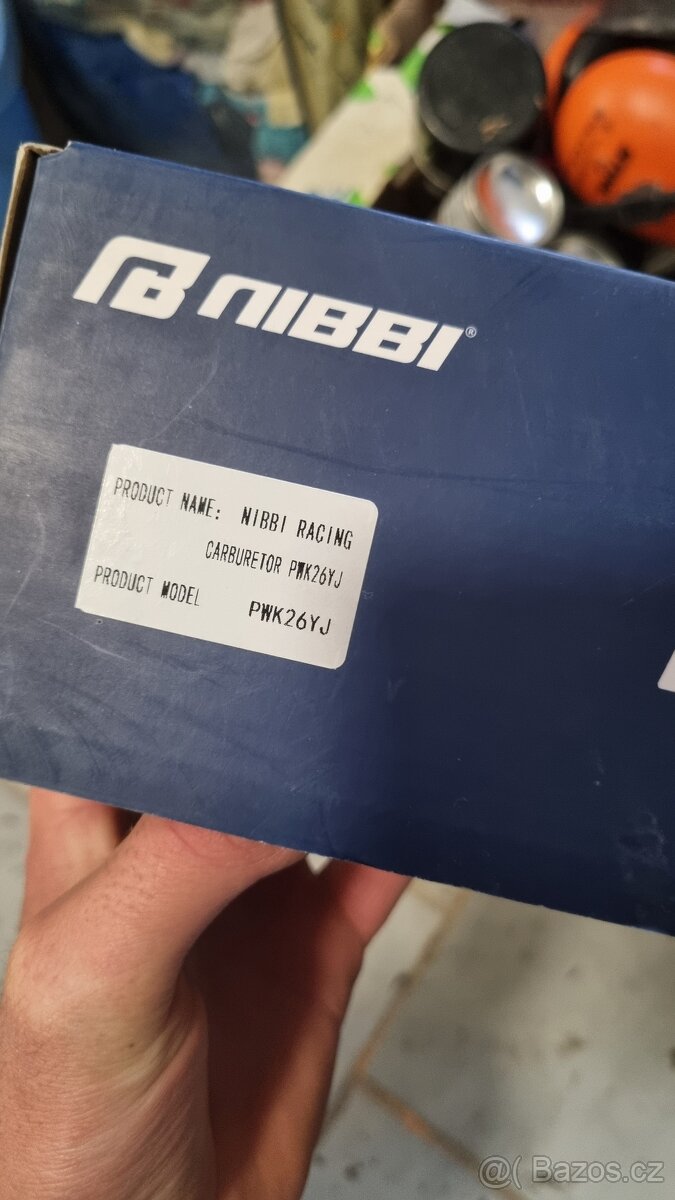 NIBBI®
PRODUCT NAME: NIBBI RACING
CARBURETOR PWK26YJ
PRODUCT MODEL PWK26YJ
@( Bazos.cz